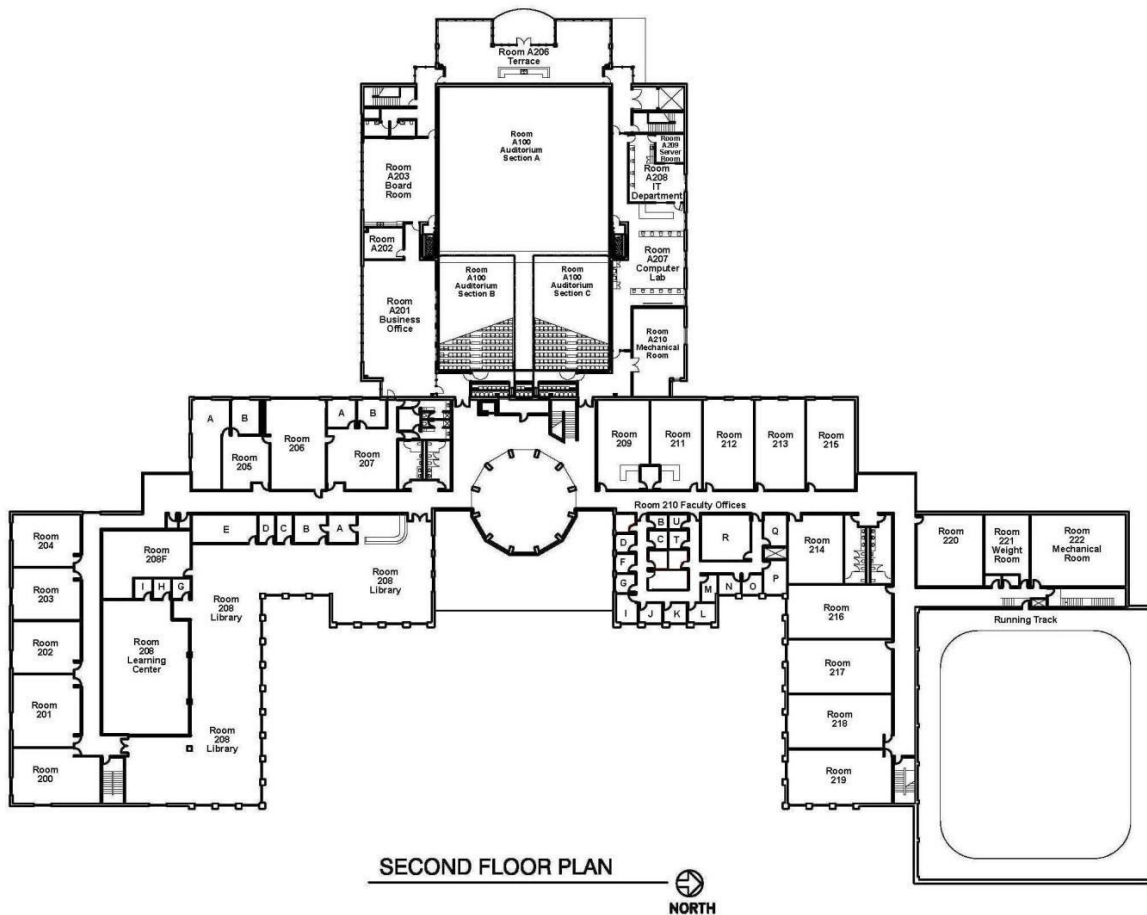 Room A206
Terrace
Room
A100
Auditorium
Section A
Room
A209
Server
Room
Room
A208
IT
Department
Room
A203
Board
Room
Room
A202
Room
A207
Computer
Lab
Room
A100
Auditorium
Section B
Room
A100
Auditorium
Section C
Room
A201
Business
Office
Room
A210
Mechanical
Room
A
B
Room
205
Room
206
A
B
Room
207
Room
209
Room
211
Room
212
Room
213
Room
215
Room 210 Faculty Offices
Room
204
Room
208F
E
D
C
B
A
I
H
G
Room
203
Room
208
Library
Room
208
Library
Room
202
Room
208
Learning
Center
Room
201
Room
208
Library
Room
200
B
U
C
T
D
F
G
I
J
K
L
M
N
O
P
Q
R
Room
214
Room
216
Room
217
Room
218
Room
219
Room
220
Room
221
Weight
Room
Room
222
Mechanical
Room
Running Track
SECOND FLOOR PLAN
NORTH